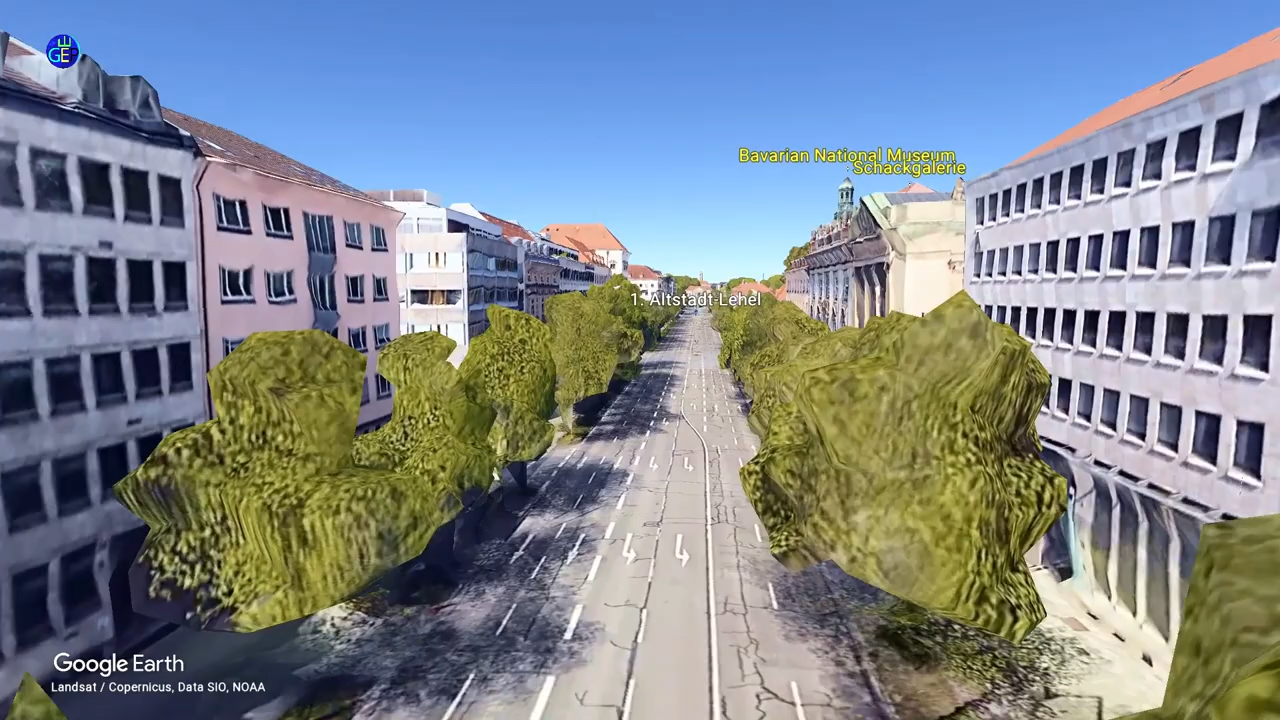 GEP
Bavarian National Museum
Schackgalerie
1. Altstadt-Lehel
Google Earth
Landsat / Copernicus, Data SIO, NOAA